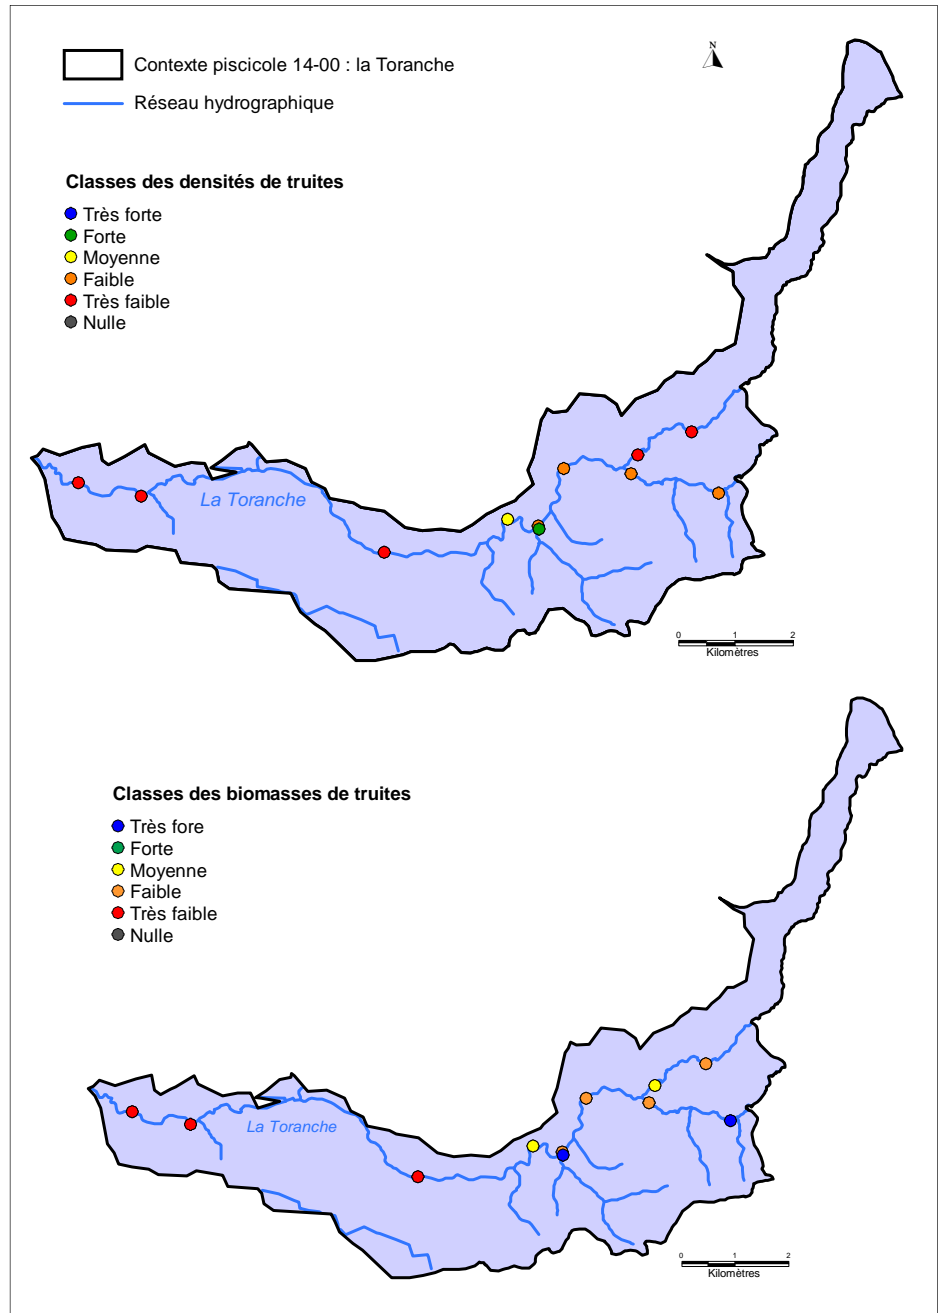 N
Contexte piscicole 14-00 : la Toranche
Réseau hydrographique
Classes des densités de truites
Très forte
Forte
Moyenne
Faible
Très faible
Nulle
La Toranche
0 1 2
Kilomètres
Classes des biomasses de truites
Très fore
Forte
Moyenne
Faible
Très faible
Nulle
La Toranche
0 1 2
Kilomètres